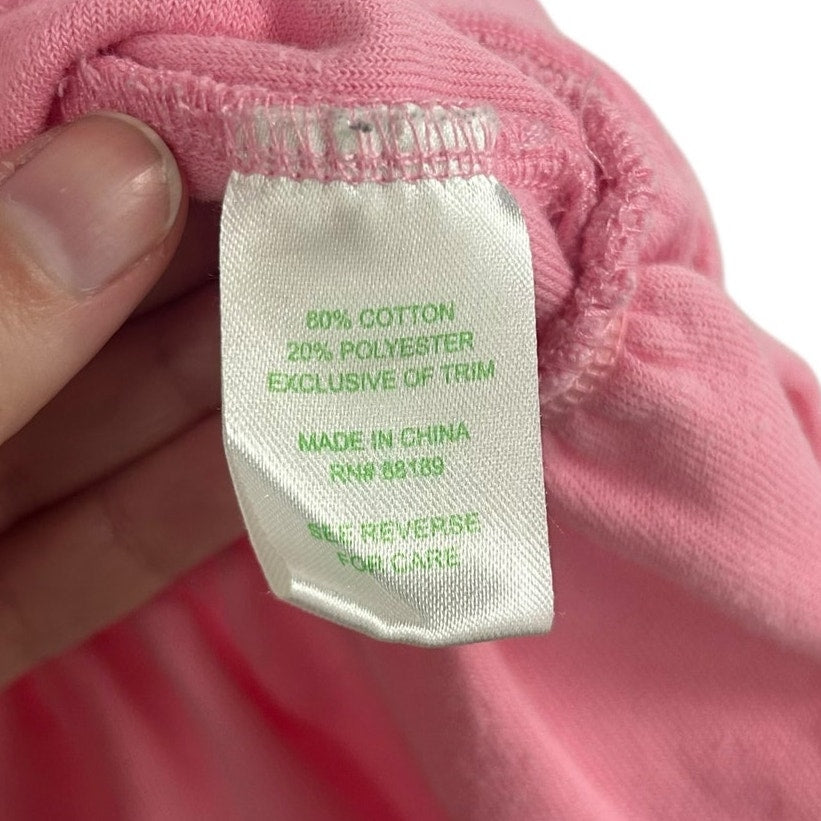 80% COTTON
20% POLYESTER
EXCLUSIVE OF TRIM
MADE IN CHINA
RN# 88189
SEE REVERSE
FOR CARE